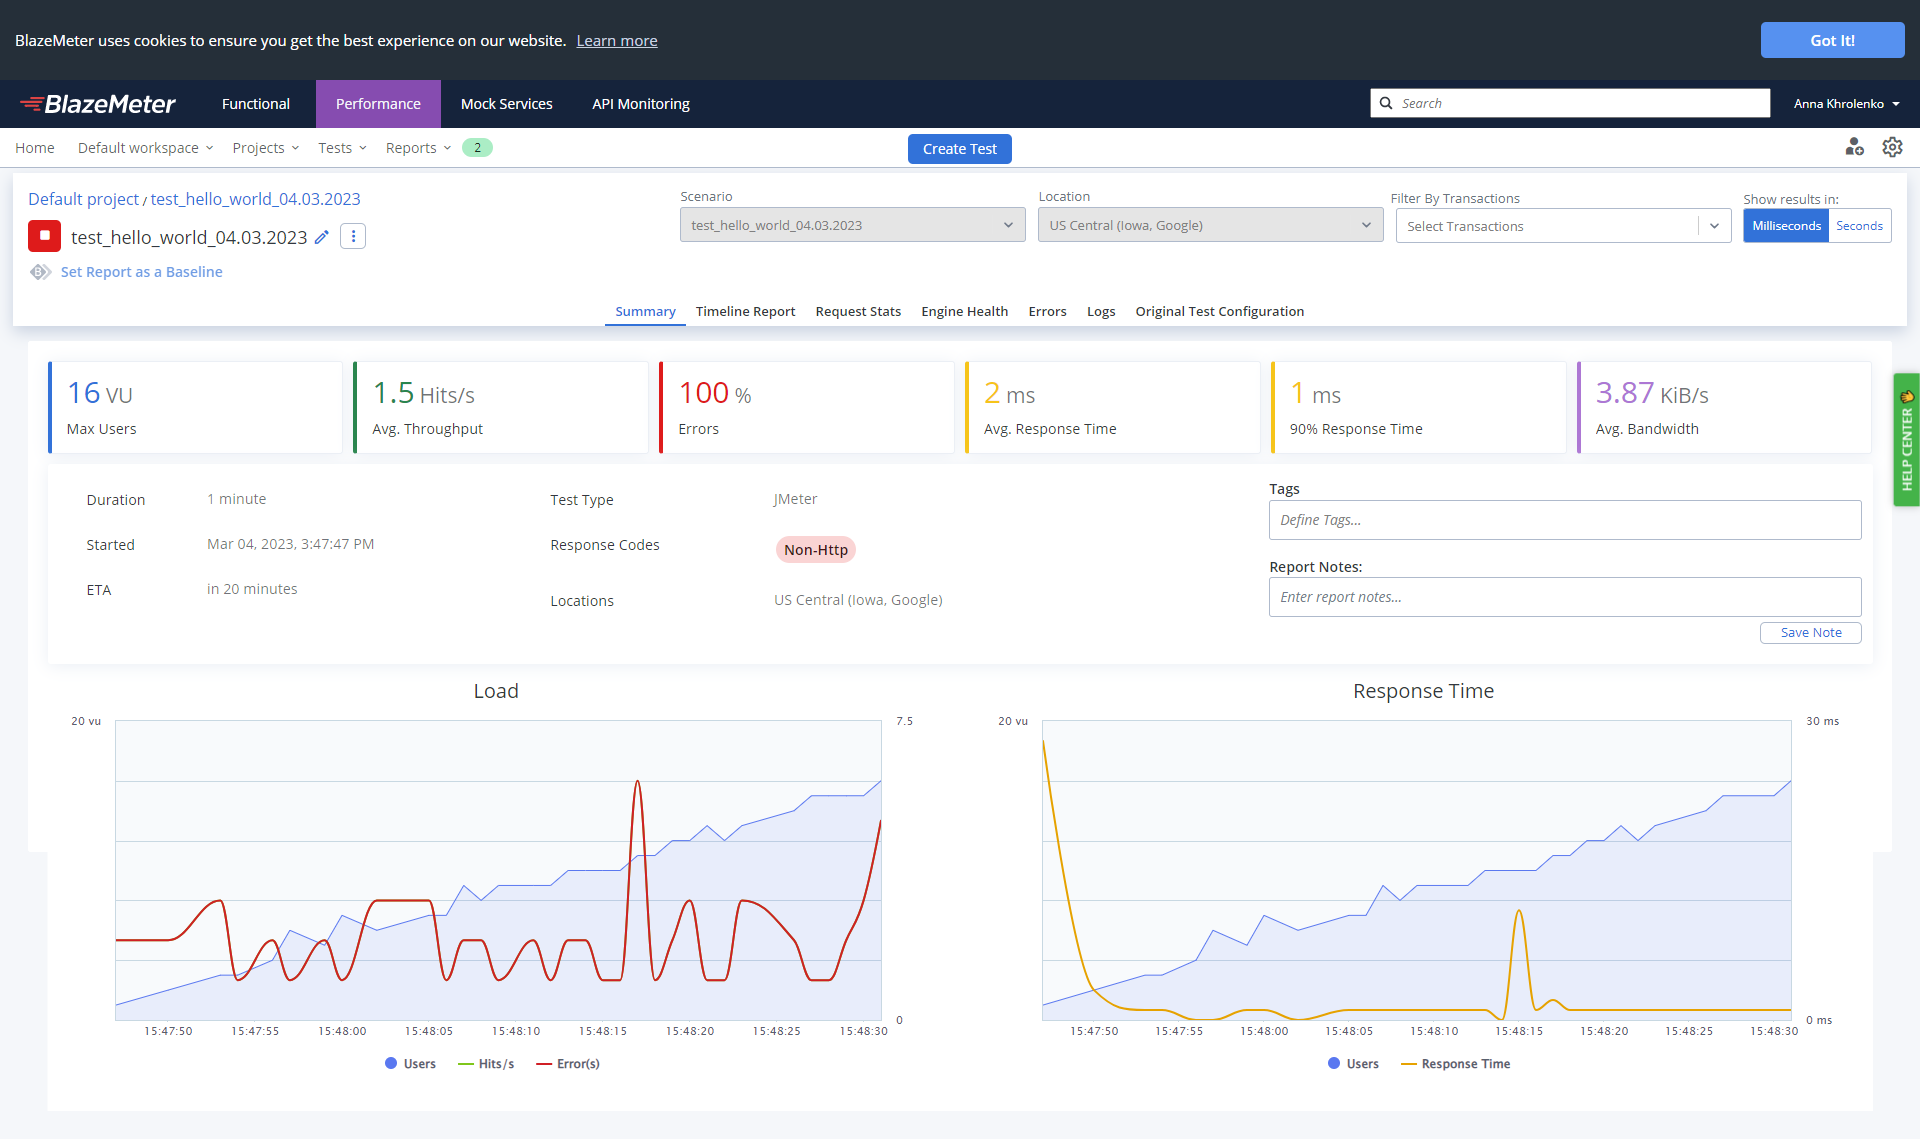 BlazeMeter uses cookies to ensure you get the best experience on our website. Learn more
Got It!
BlazeMeter
Functional
Performance
Mock Services
API Monitoring
Search
Anna Khrolenko
Home
Default workspace
Projects
Tests
Reports
2
Create Test
Default project / test_hello_world_04.03.2023
test_hello_world_04.03.2023
Set Report as a Baseline
Scenario
test_hello_world_04.03.2023
Location
US Central (Iowa, Google)
Filter By Transactions
Select Transactions
Show results in:
Milliseconds
Seconds
Summary
Timeline Report
Request Stats
Engine Health
Errors
Logs
Original Test Configuration
16 VU
Max Users
1.5 Hits/s
Avg. Throughput
100 %
Errors
2 ms
Avg. Response Time
1 ms
90% Response Time
3.87 KiB/s
Avg. Bandwidth
HELP CENTER
Duration
1 minute
Started
Mar 04, 2023, 3:47:47 PM
ETA
in 20 minutes
Test Type
JMeter
Response Codes
Non-Http
Locations
US Central (Iowa, Google)
Tags
Define Tags...
Report Notes:
Enter report notes...
Save Note
Load
20 vu
7.5
0
15:47:50
15:47:55
15:48:00
15:48:05
15:48:10
15:48:15
15:48:20
15:48:25
15:48:30
Users
Hits/s
Error(s)
Response Time
20 vu
30 ms
0 ms
15:47:50
15:47:55
15:48:00
15:48:05
15:48:10
15:48:15
15:48:20
15:48:25
15:48:30
Users
Response Time